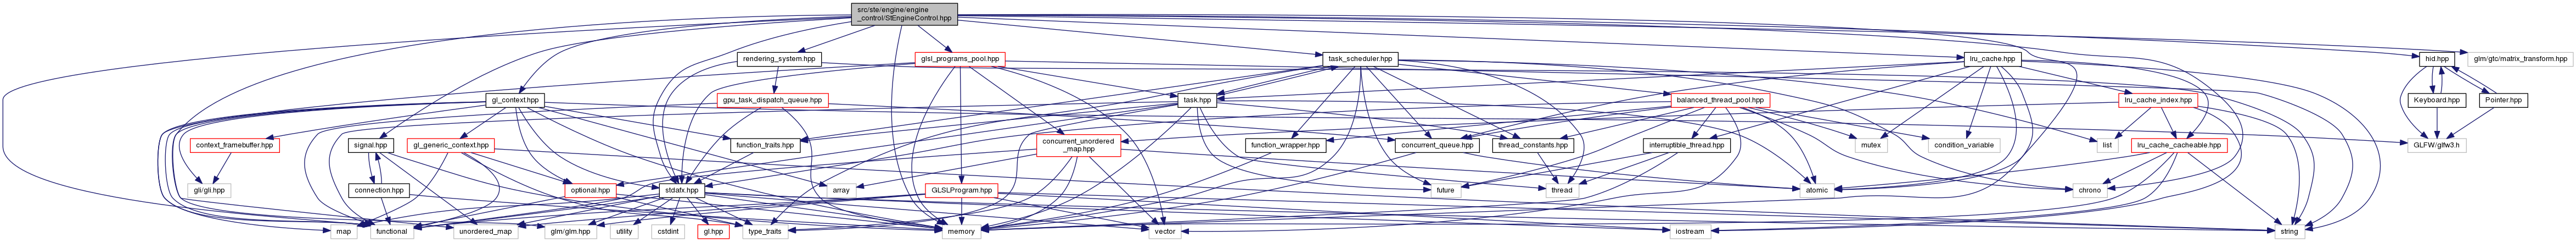 src/ste/engine/engine
_control/StEngineControl.hpp
rendering_system.hpp
glsl_programs_pool.hpp
task_scheduler.hpp
lru_cache.hpp
hid.hpp
glm/gtc/matrix_transform.hpp
gl_context.hpp
gpu_task_dispatch_queue.hpp
task.hpp
balanced_thread_pool.hpp
lru_cache_index.hpp
Keyboard.hpp
Pointer.hpp
context_framebuffer.hpp
signal.hpp
gl_generic_context.hpp
function_traits.hpp
concurrent_unordered
_map.hpp
function_wrapper.hpp
concurrent_queue.hpp
thread_constants.hpp
interruptible_thread.hpp
mutex
condition_variable
list
lru_cache_cacheable.hpp
GLFW/glfw3.h
gli/gli.hpp
connection.hpp
optional.hpp
stdafx.hpp
array
GLSLProgram.hpp
future
thread
atomic
chrono
map
functional
unordered_map
glm/glm.hpp
utility
cstdint
gl.hpp
type_traits
memory
vector
iostream
string